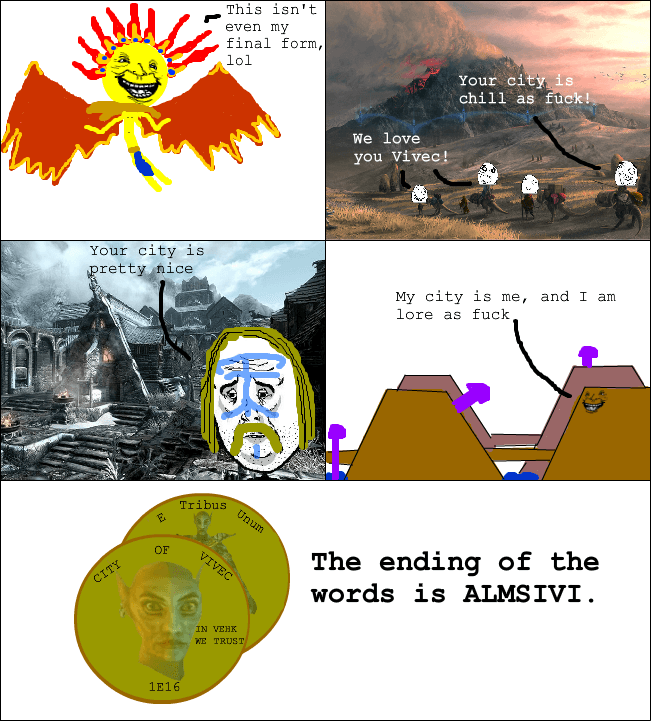 This isn't
even my
final form,
lol
Your city is
chill as fuck!
We love
you Vivec!
Your city is
pretty nice
My city is me, and I am
lore as fuck
E Tribus Unum
CITY OF VIVEC
IN VEHK
WE TRUST
1E16
The ending of the
words is ALMSIVI.